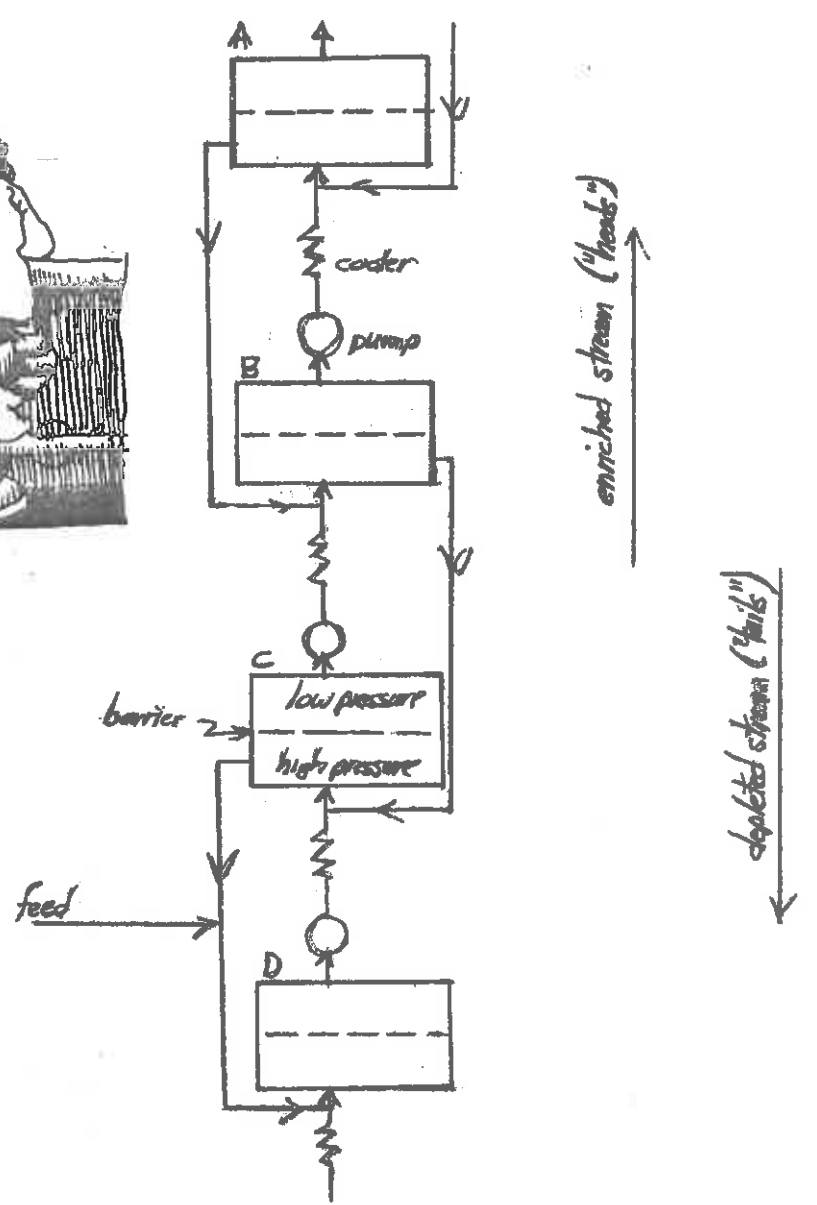 A
cooler
pump
B
enriched stream ("heads")
C
low pressure
barrier
high pressure
depleted stream ("tails")
feed
D